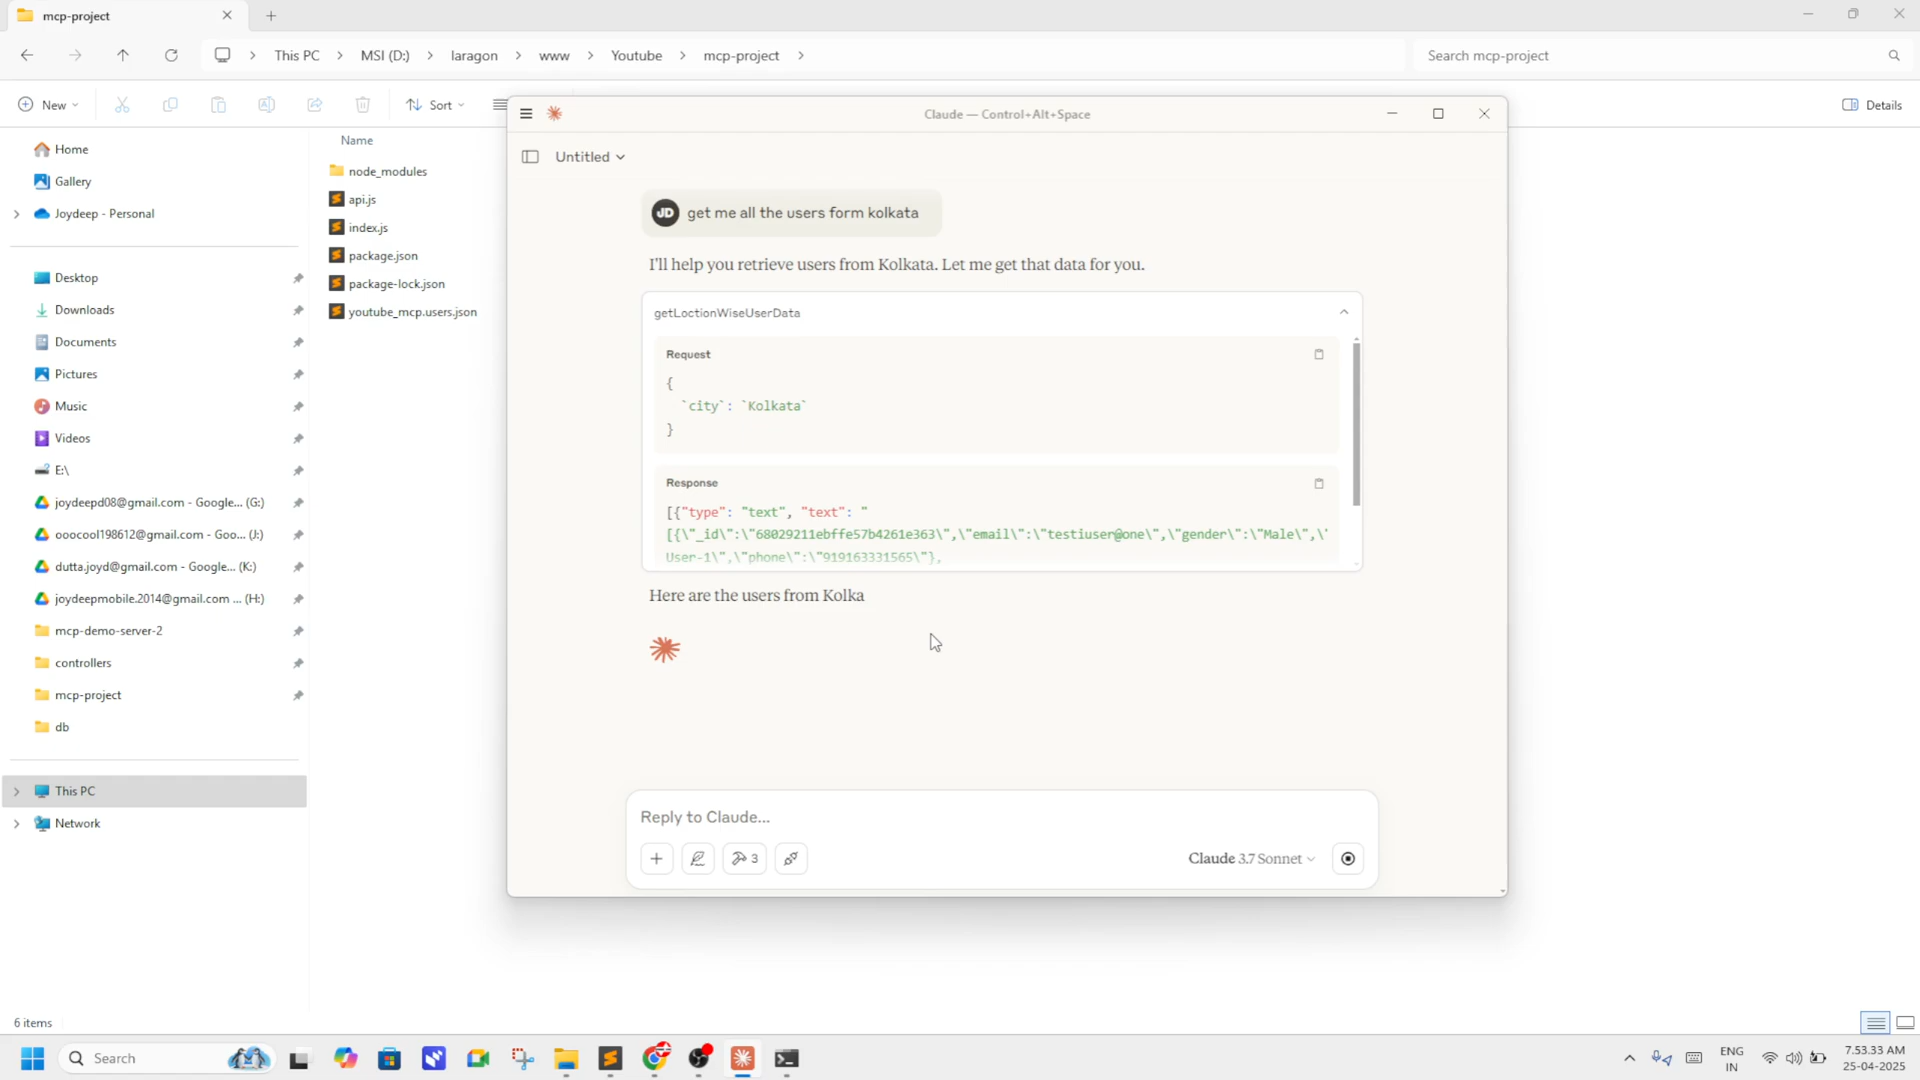 mcp-project
This PC
MSI (D:)
laragon
www
Youtube
mcp-project
Search mcp-project
New
Sort
Details
Home
Gallery
Joydeep - Personal
Desktop
Downloads
Documents
Pictures
Music
Videos
E:\
joydeepd08@gmail.com - Google... (G:)
ooocool198612@gmail.com - Goo... (J:)
dutta.joyd@gmail.com - Google... (K:)
joydeepmobile.2014@gmail.com ... (H:)
mcp-demo-server-2
controllers
mcp-project
db
This PC
Network
6 items
Name
node_modules
api.js
index.js
package.json
package-lock.json
youtube_mcp.users.json
Claude — Control+Alt+Space
Untitled
JD get me all the users form kolkata
I'll help you retrieve users from Kolkata. Let me get that data for you.
getLoctionWiseUserData
Request
{
`city`: `Kolkata`
}
Response
[{"type": "text", "text": "
[{\"_id\":\"68029211ebffe57b4261e363\",\"email\":\"testiuser@one\",\"gender\":\"Male\",\"
User-1\",\"phone\":\"919163331565\"},
Here are the users from Kolka
Reply to Claude...
3
Claude 3.7 Sonnet
Search
ENG
IN
7.53.33 AM
25-04-2025